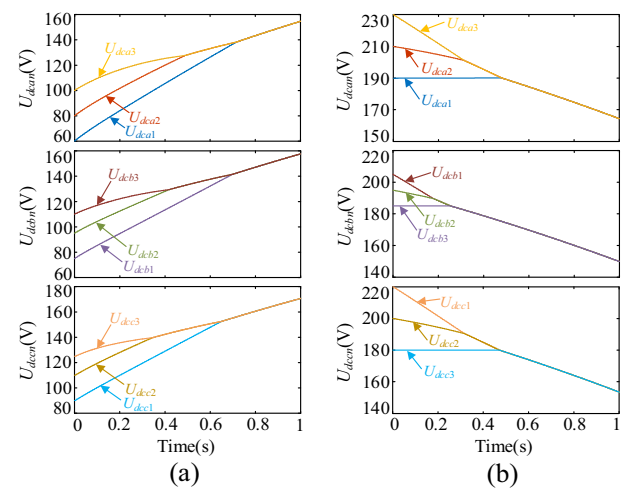 160
140
120
100
80
60
U_dcan(V)
U_dca3
U_dca2
U_dca1
160
140
120
100
80
60
U_dcbn(V)
U_dcb3
U_dcb2
U_dcb1
180
160
140
120
100
80
U_dccn(V)
U_dcc3
U_dcc2
U_dcc1
0 0.2 0.4 0.6 0.8 1
Time(s)
(a)
230
210
190
170
150
U_dcan(V)
U_dca3
U_dca2
U_dca1
220
200
180
160
140
U_dcbn(V)
U_dcb1
U_dcb2
U_dcb3
220
200
180
160
140
U_dccn(V)
U_dcc1
U_dcc2
U_dcc3
0 0.2 0.4 0.6 0.8 1
Time(s)
(b)